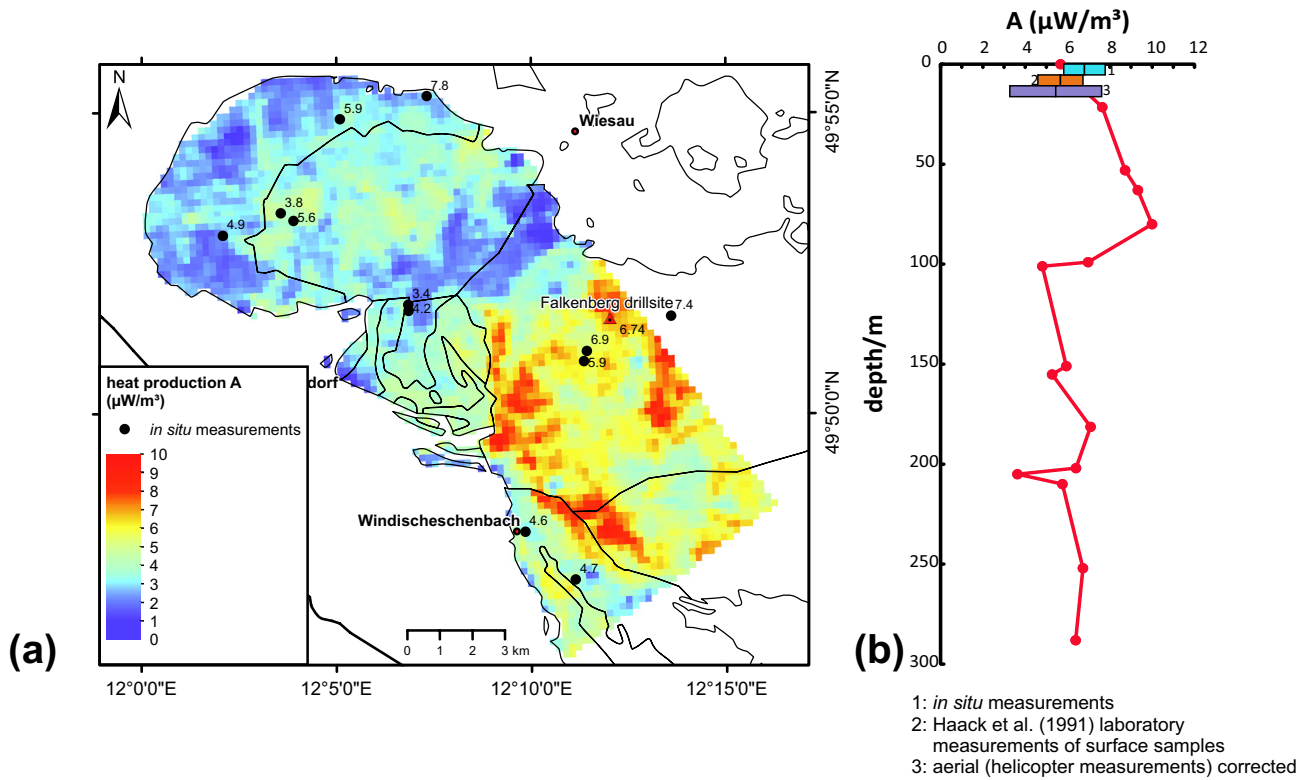 N
7.8
5.9
Wiesau
3.8
5.6
4.9
3.4
4.2
Falkenberg drillsite
7.4
6.74
6.9
5.9
dorf
heat production A
(µW/m³)
in situ measurements
10
9
8
7
6
5
4
3
2
1
0
Windischeschenbach
4.6
4.7
0 1 2 3 km
(a)
12°0'0"E 12°5'0"E 12°10'0"E 12°15'0"E
49°55'0"N
49°50'0"N
A (µW/m³)
0 2 4 6 8 10 12
0
1
2
3
50
100
150
200
250
300
depth/m
(b)
1: in situ measurements
2: Haack et al. (1991) laboratory
measurements of surface samples
3: aerial (helicopter measurements) corrected